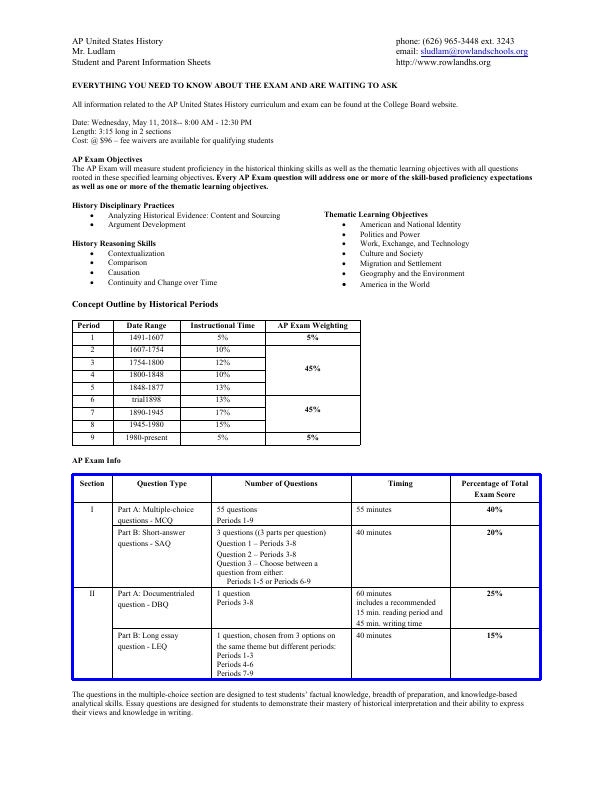 AP United States History
Mr. Ludlam
Student and Parent Information Sheets
phone: (626) 965-3448 ext. 3243
email: sludlam@rowlandschools.org
http://www.rowlandhs.org
EVERYTHING YOU NEED TO KNOW ABOUT THE EXAM AND ARE WAITING TO ASK
All information related to the AP United States History curriculum and exam can be found at the College Board website.
Date: Wednesday, May 11, 2018-- 8:00 AM - 12:30 PM
Length: 3:15 long in 2 sections
Cost: @ $96 – fee waivers are available for qualifying students
AP Exam Objectives
The AP Exam will measure student proficiency in the historical thinking skills as well as the thematic learning objectives with all questions
rooted in these specified learning objectives. Every AP Exam question will address one or more of the skill-based proficiency expectations
as well as one or more of the thematic learning objectives.
History Disciplinary Practices
• Analyzing Historical Evidence: Content and Sourcing
• Argument Development
History Reasoning Skills
• Contextualization
• Comparison
• Causation
• Continuity and Change over Time
Thematic Learning Objectives
• American and National Identity
• Politics and Power
• Work, Exchange, and Technology
• Culture and Society
• Migration and Settlement
• Geography and the Environment
• America in the World
Concept Outline by Historical Periods
Period Date Range Instructional Time AP Exam Weighting
1 1491-1607 5% 5%
2 1607-1754 10%
3 1754-1800 12%
45%
4 1800-1848 10%
5 1848-1877 13%
6 trial1898 13%
7 1890-1945 17% 45%
8 1945-1980 15%
9 1980-present 5% 5%
AP Exam Info
Section Question Type Number of Questions Timing Percentage of Total
Exam Score
I Part A: Multiple-choice
questions - MCQ
55 questions
Periods 1-9
55 minutes
40%
Part B: Short-answer
questions - SAQ
3 questions ((3 parts per question)
Question 1 – Periods 3-8
Question 2 – Periods 3-8
Question 3 – Choose between a
question from either:
Periods 1-5 or Periods 6-9
40 minutes
20%
II Part A: Documentrialed
question - DBQ
1 question
Periods 3-8
60 minutes
includes a recommended
15 min. reading period and
45 min. writing time
25%
Part B: Long essay
question - LEQ
1 question, chosen from 3 options on
the same theme but different periods:
Periods 1-3
Periods 4-6
Periods 7-9
40 minutes
15%
The questions in the multiple-choice section are designed to test students’ factual knowledge, breadth of preparation, and knowledge-based
analytical skills. Essay questions are designed for students to demonstrate their mastery of historical interpretation and their ability to express
their views and knowledge in writing.